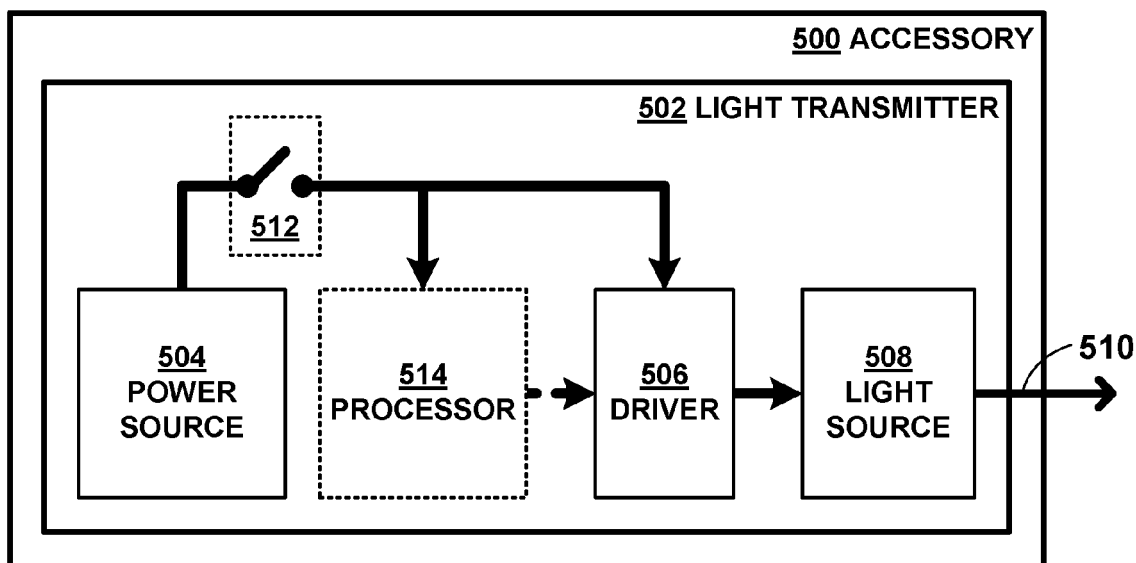 500 ACCESSORY
502 LIGHT TRANSMITTER
512
504
POWER
SOURCE
514
PROCESSOR
506
DRIVER
508
LIGHT
SOURCE
510